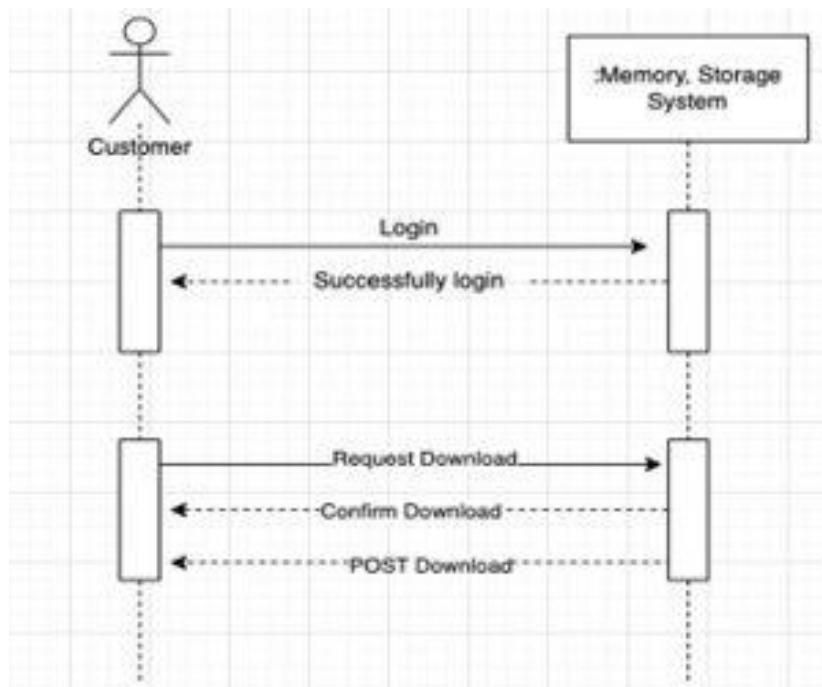 :Memory, Storage
System
Customer
Login
Successfully login
Request Download
Confirm Download
POST Download